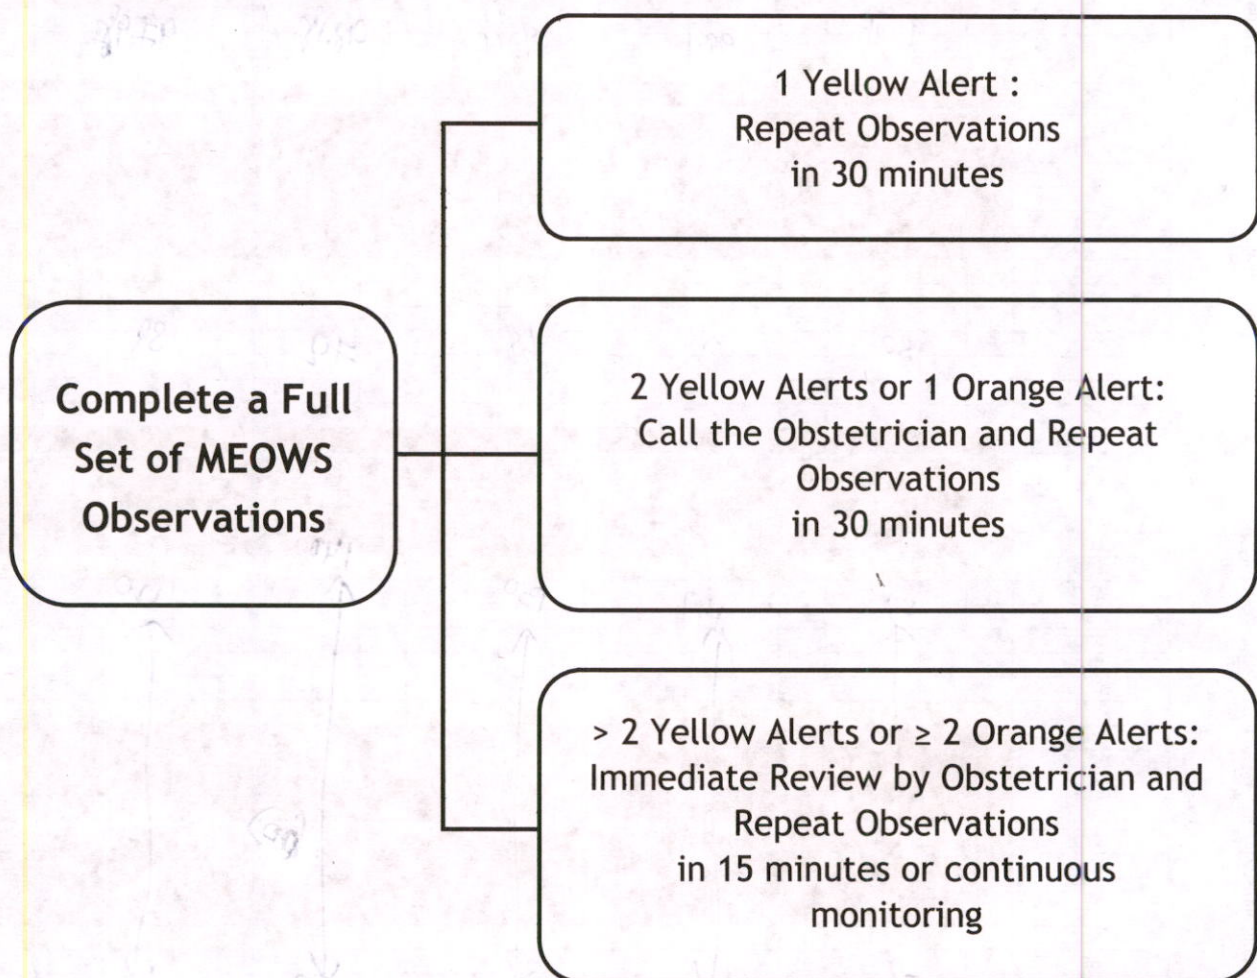 1 Yellow Alert :
Repeat Observations
in 30 minutes
Complete a Full
Set of MEOWS
Observations
2 Yellow Alerts or 1 Orange Alert:
Call the Obstetrician and Repeat
Observations
in 30 minutes
> 2 Yellow Alerts or ≥ 2 Orange Alerts:
Immediate Review by Obstetrician and
Repeat Observations
in 15 minutes or continuous
monitoring